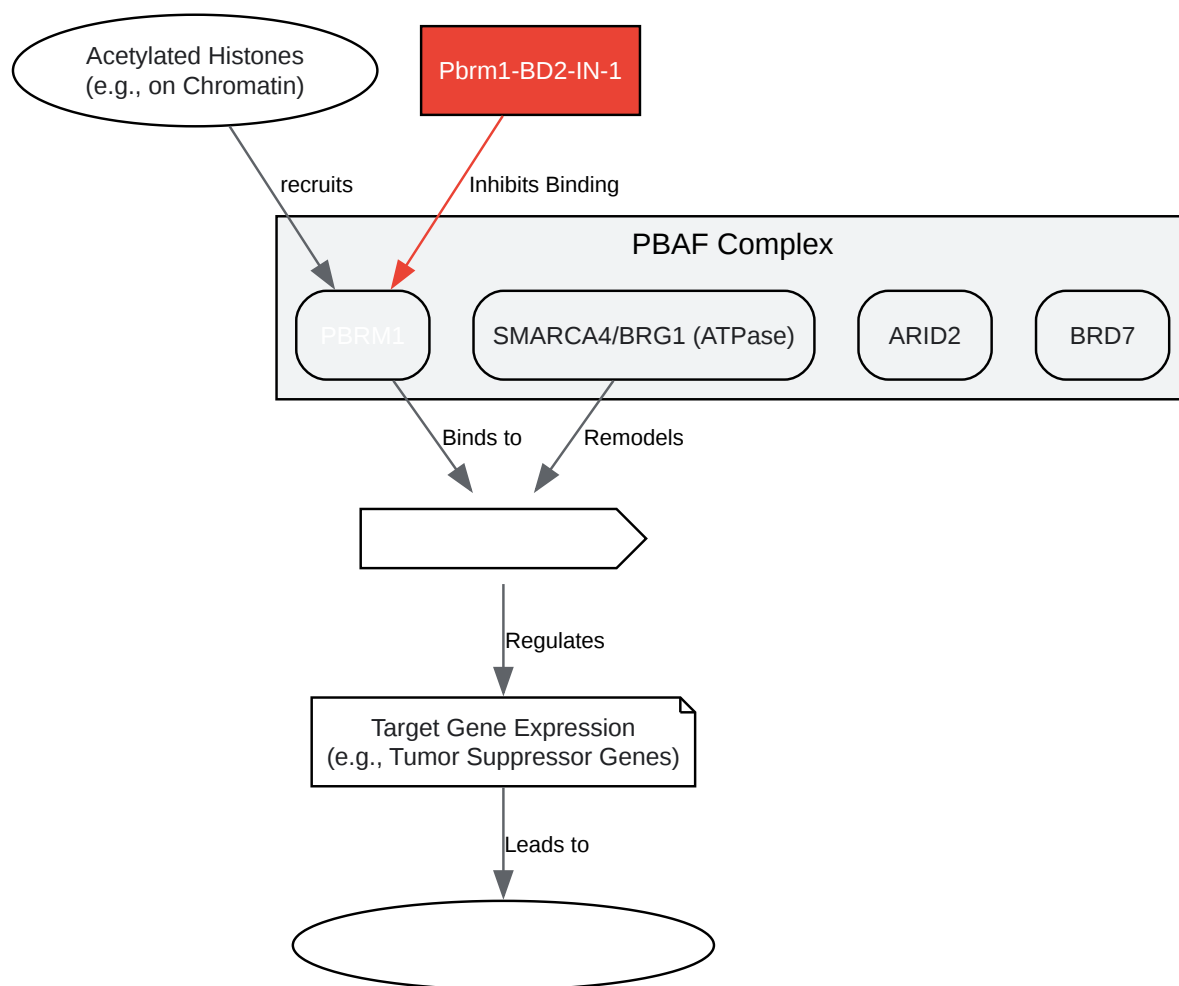 Acetylated Histones
(e.g., on Chromatin)
Pbrm1-BD2-IN-1
recruits
Inhibits Binding
PBAF Complex
PBRM1
SMARCA4/BRG1 (ATPase)
ARID2
BRD7
Binds to
Remodels
Regulates
Target Gene Expression
(e.g., Tumor Suppressor Genes)
Leads to